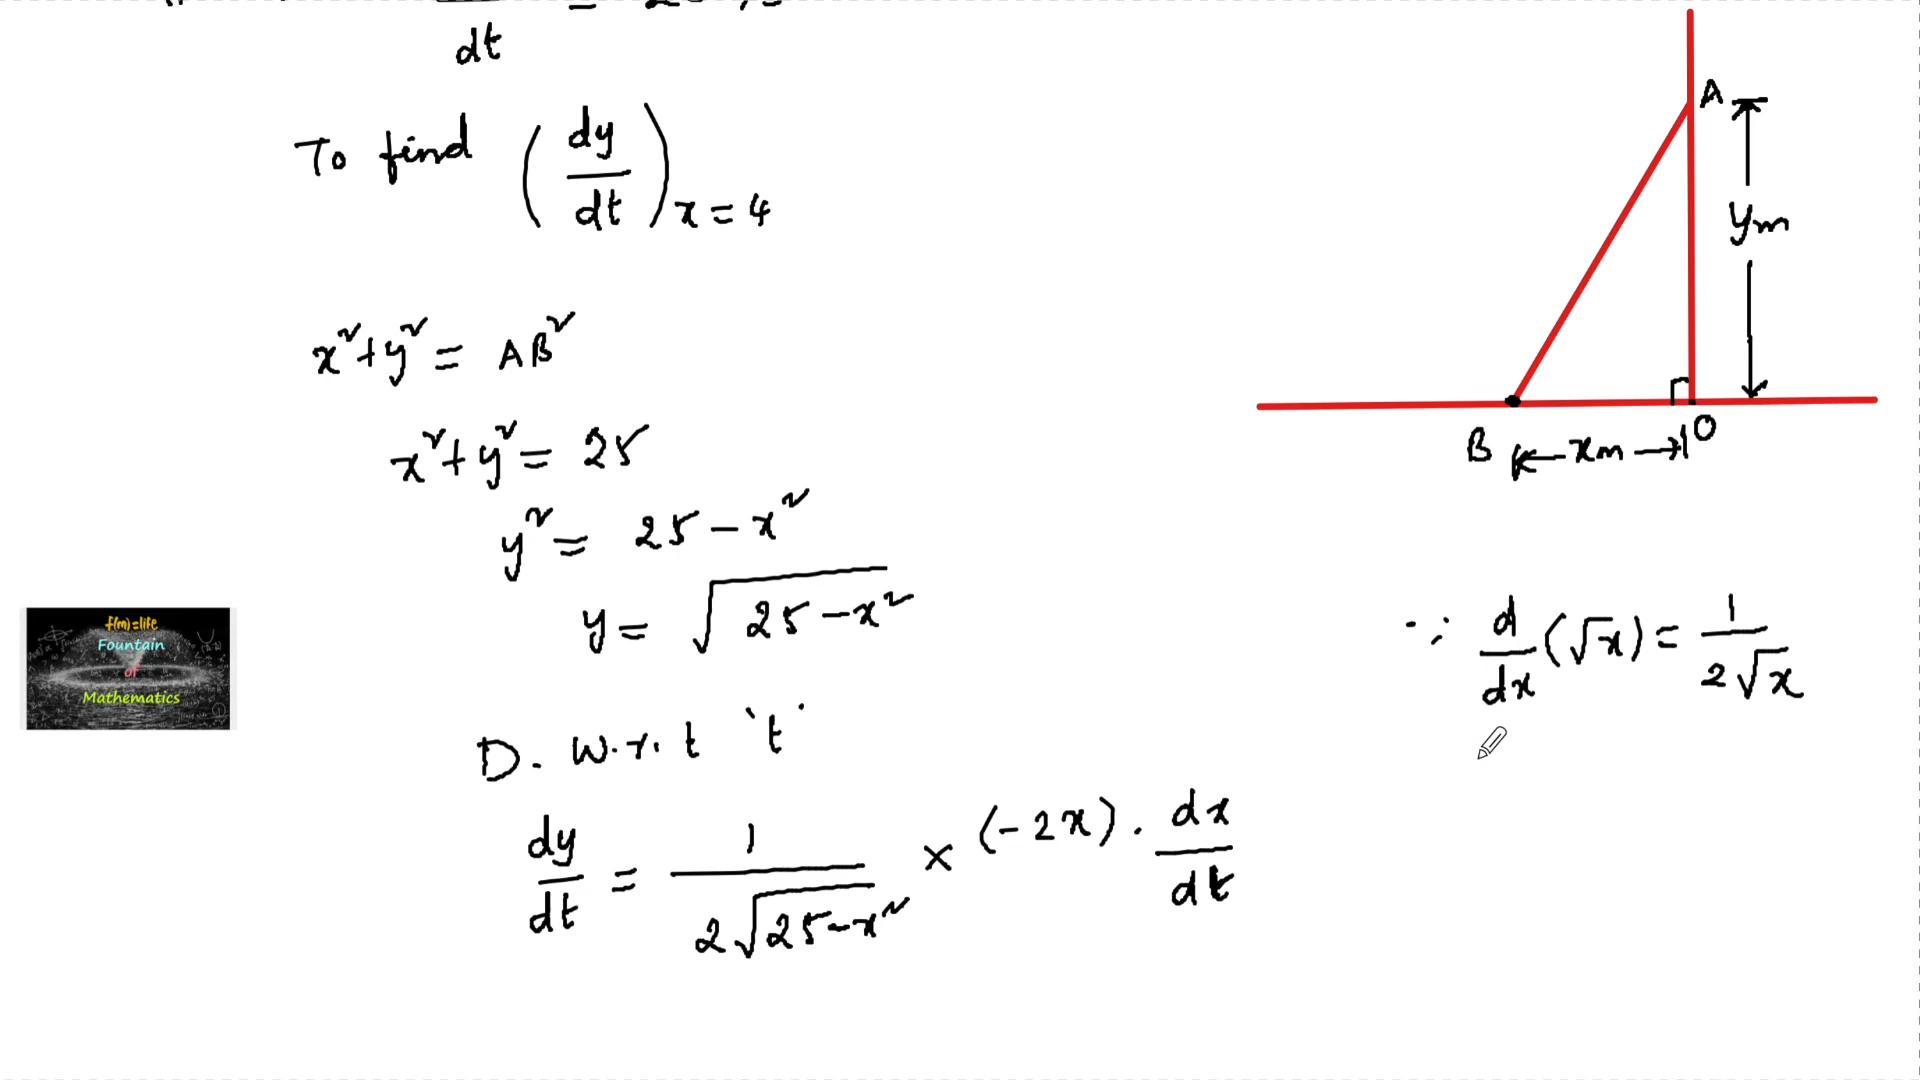 dt
To find (dy/dt)x=4
x²+y² = AB²
x²+y² = 25
y² = 25-x²
y = √25-x²
D. w.r.t 't'
dy/dt = 1/2√25-x² × (-2x) . dx/dt
A
ym
B xm O
∵ d/dx (√x) = 1/2√x
f(m)=life
Fountain
of
Mathematics